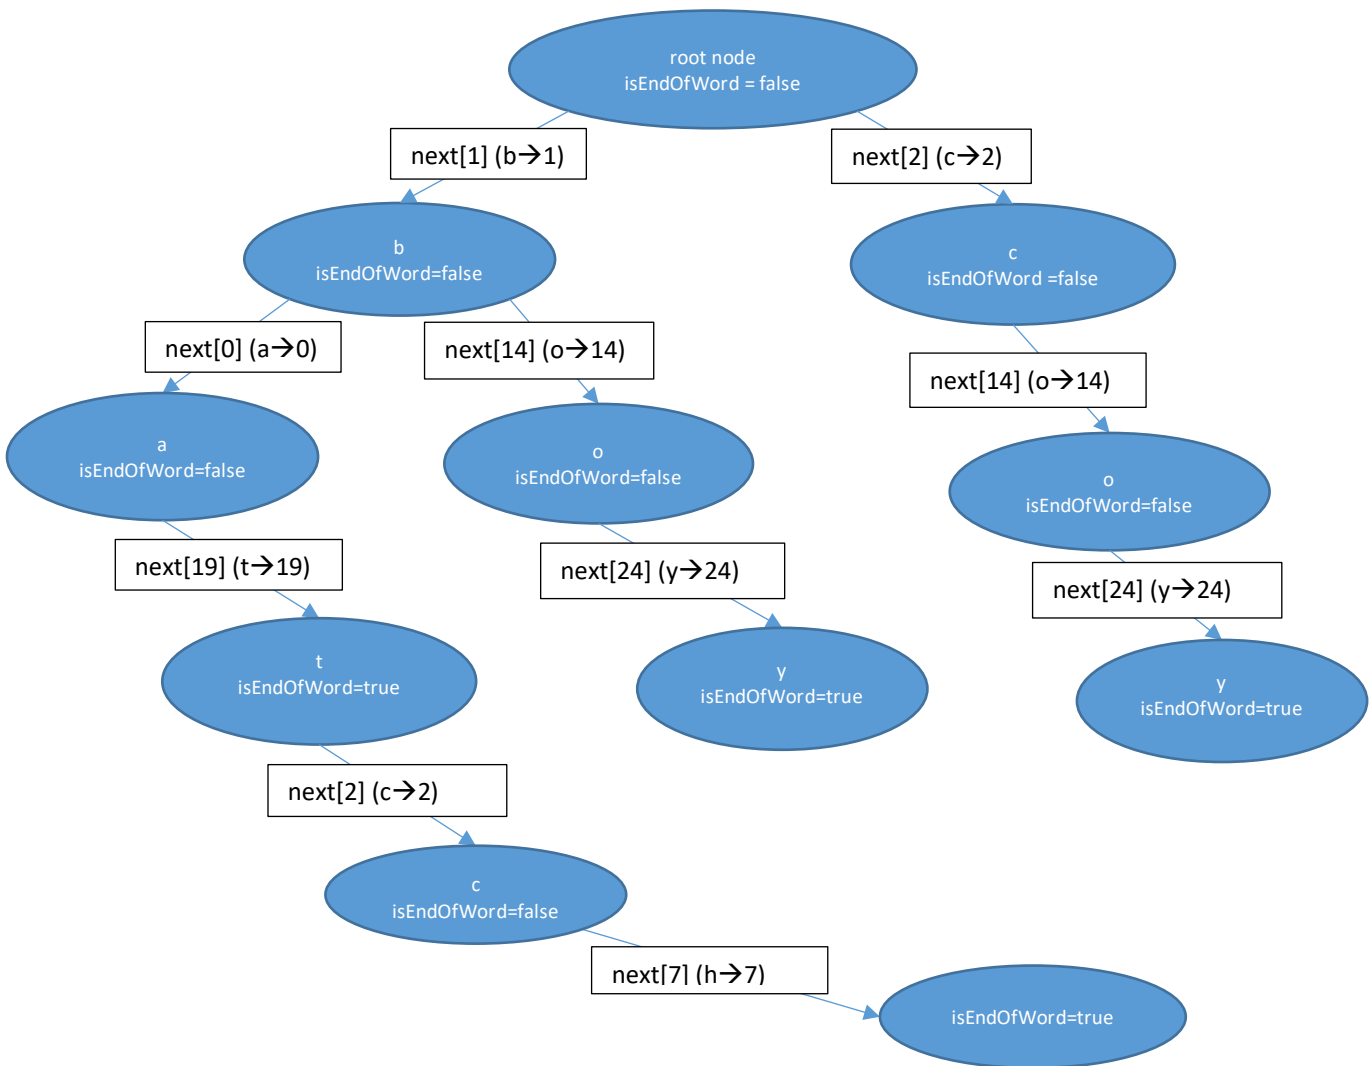 root node
isEndOfWord = false
next[1] (b→1)
next[2] (c→2)
b
isEndOfWord=false
c
isEndOfWord =false
next[0] (a→0)
next[14] (o→14)
next[14] (o→14)
a
isEndOfWord=false
o
isEndOfWord=false
o
isEndOfWord=false
next[19] (t→19)
next[24] (y→24)
next[24] (y→24)
t
isEndOfWord=true
y
isEndOfWord=true
y
isEndOfWord=true
next[2] (c→2)
c
isEndOfWord=false
next[7] (h→7)
isEndOfWord=true